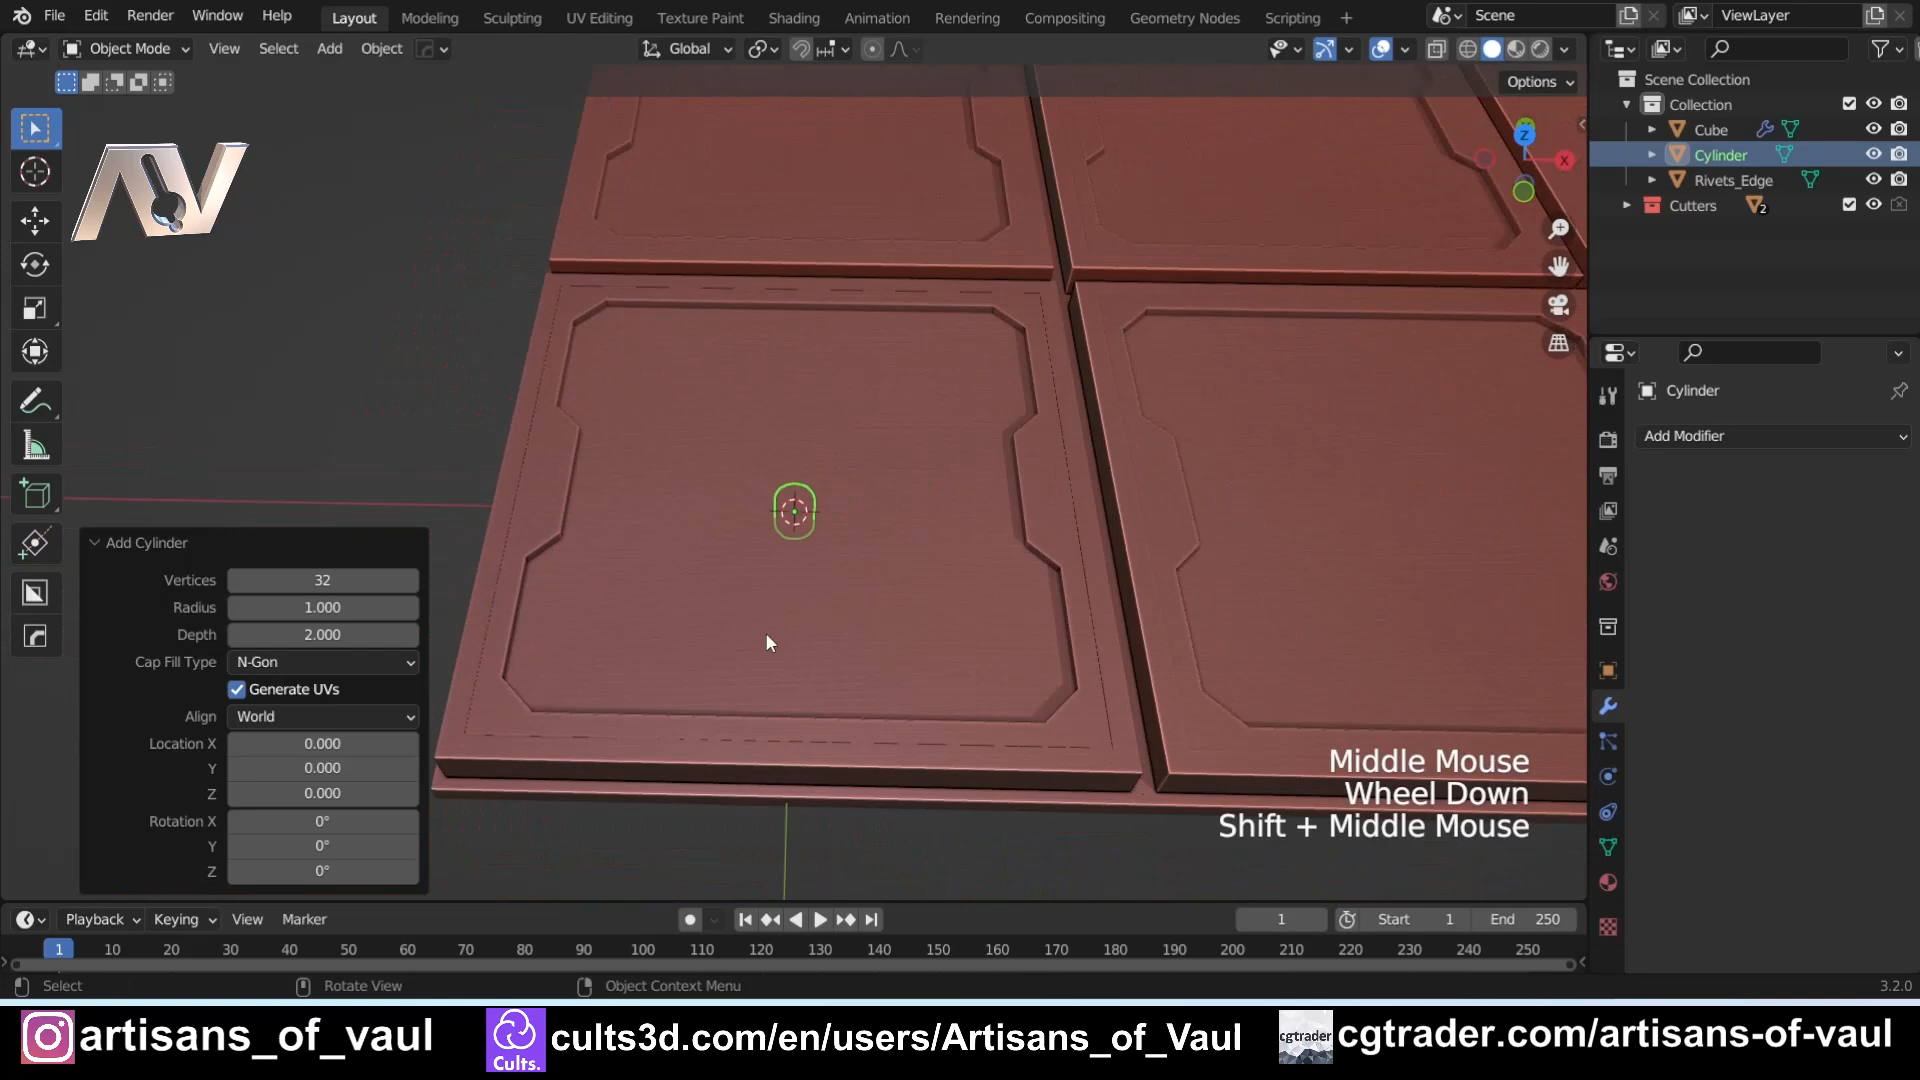 File Edit Render Window Help Layout Modeling Sculpting UV Editing Texture Paint Shading Animation Rendering Compositing Geometry Nodes Scripting + Scene ViewLayer
Object Mode View Select Add Object Global
Options
Scene Collection
Collection
Cube
Cylinder
Rivets_Edge
Cutters 2
Z
X
AV
Cylinder
Add Modifier
Add Cylinder
Vertices 32
Radius 1.000
Depth 2.000
Cap Fill Type N-Gon
Generate UVs
Align World
Location X 0.000
Y 0.000
Z 0.000
Rotation X 0°
Y 0°
Z 0°
Middle Mouse
Wheel Down
Shift + Middle Mouse
Playback Keying View Marker 1 Start 1 End 250
1 10 20 30 40 50 60 70 80 90 100 110 120 130 140 150 160 170 180 190 200 210 220 230 240 250
Select Rotate View Object Context Menu 3.2.0
artisans_of_vaul Cults. cults3d.com/en/users/Artisans_of_Vaul cgtrader cgtrader.com/artisans-of-vaul